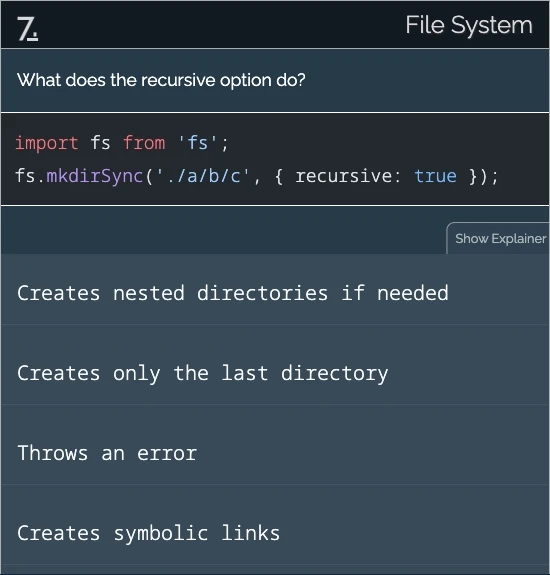 7.
File System
What does the recursive option do?
import fs from 'fs';
fs.mkdirSync('./a/b/c', { recursive: true });
Show Explainer
Creates nested directories if needed
Creates only the last directory
Throws an error
Creates symbolic links